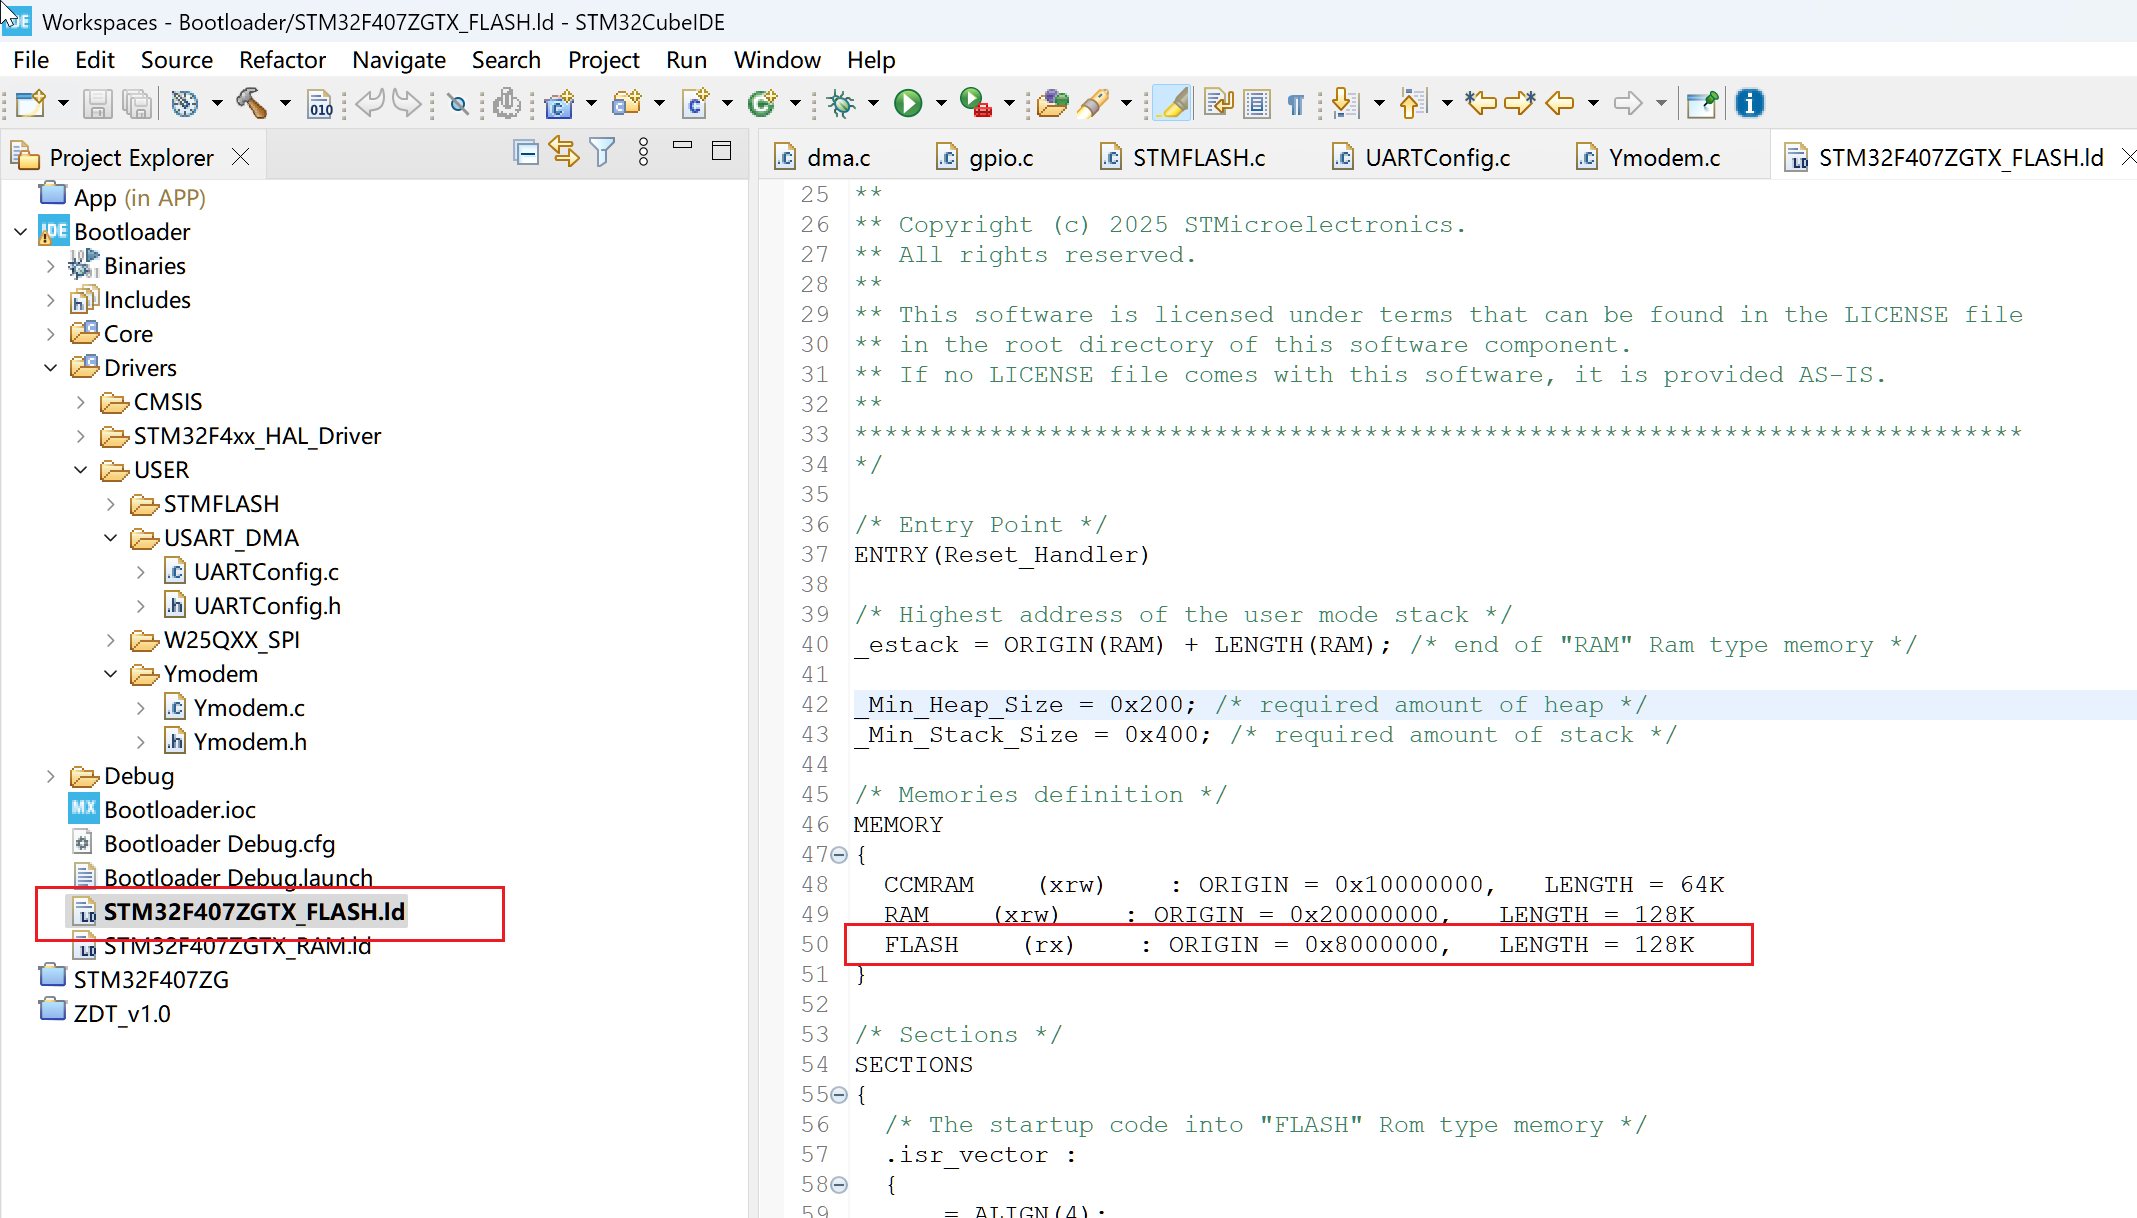 Workspaces - Bootloader/STM32F407ZGTX_FLASH.ld - STM32CubeIDE
File Edit Source Refactor Navigate Search Project Run Window Help
Project Explorer
App (in APP)
Bootloader
Binaries
Includes
Core
Drivers
CMSIS
STM32F4xx_HAL_Driver
USER
STMFLASH
USART_DMA
UARTConfig.c
UARTConfig.h
W25QXX_SPI
Ymodem
Ymodem.c
Ymodem.h
Debug
Bootloader.ioc
Bootloader Debug.cfg
Bootloader Debug.launch
STM32F407ZGTX_FLASH.ld
STM32F407ZGTX_RAM.ld
STM32F407ZG
ZDT_v1.0
dma.c gpio.c STMFLASH.c UARTConfig.c Ymodem.c STM32F407ZGTX_FLASH.ld
25 **
26 ** Copyright (c) 2025 STMicroelectronics.
27 ** All rights reserved.
28 **
29 ** This software is licensed under terms that can be found in the LICENSE file
30 ** in the root directory of this software component.
31 ** If no LICENSE file comes with this software, it is provided AS-IS.
32 **
33 ******************************************************************************
34 */
35
36 /* Entry Point */
37 ENTRY(Reset_Handler)
38
39 /* Highest address of the user mode stack */
40 _estack = ORIGIN(RAM) + LENGTH(RAM); /* end of "RAM" Ram type memory */
41
42 _Min_Heap_Size = 0x200; /* required amount of heap */
43 _Min_Stack_Size = 0x400; /* required amount of stack */
44
45 /* Memories definition */
46 MEMORY
47 {
48 CCMRAM (xrw) : ORIGIN = 0x10000000, LENGTH = 64K
49 RAM (xrw) : ORIGIN = 0x20000000, LENGTH = 128K
50 FLASH (rx) : ORIGIN = 0x8000000, LENGTH = 128K
51 }
52
53 /* Sections */
54 SECTIONS
55 {
56 /* The startup code into "FLASH" Rom type memory */
57 .isr_vector :
58 {
59 = ALIGN(4);